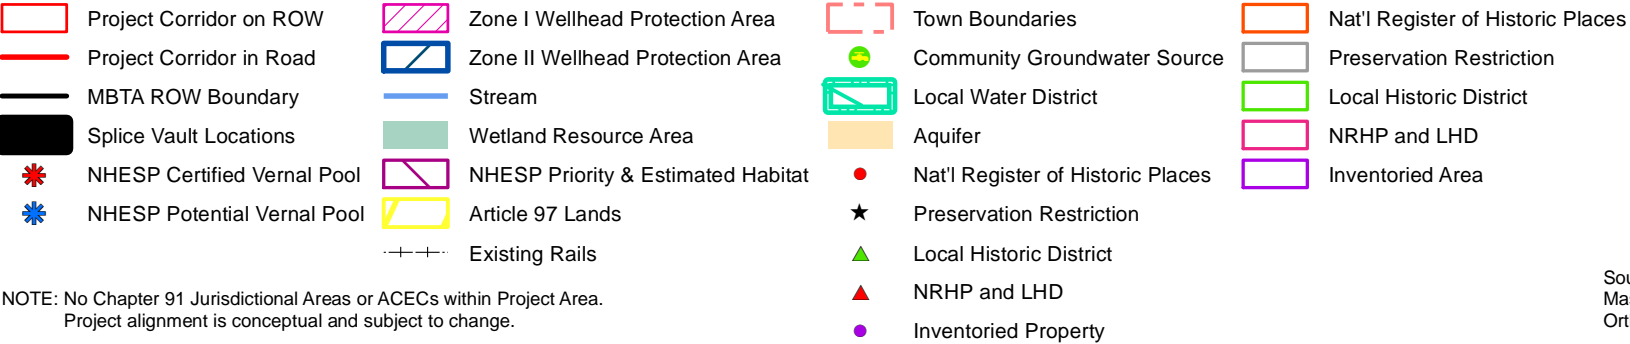 Project Corridor on ROW
Project Corridor in Road
MBTA ROW Boundary
Splice Vault Locations
NHESP Certified Vernal Pool
NHESP Potential Vernal Pool
Zone I Wellhead Protection Area
Zone II Wellhead Protection Area
Stream
Wetland Resource Area
NHESP Priority & Estimated Habitat
Article 97 Lands
Existing Rails
Town Boundaries
Community Groundwater Source
Local Water District
Aquifer
Nat'l Register of Historic Places
Preservation Restriction
Local Historic District
NRHP and LHD
Inventoried Property
Nat'l Register of Historic Places
Preservation Restriction
Local Historic District
NRHP and LHD
Inventoried Area
NOTE: No Chapter 91 Jurisdictional Areas or ACECs within Project Area.
Project alignment is conceptual and subject to change.
Sou
Mas
Ort